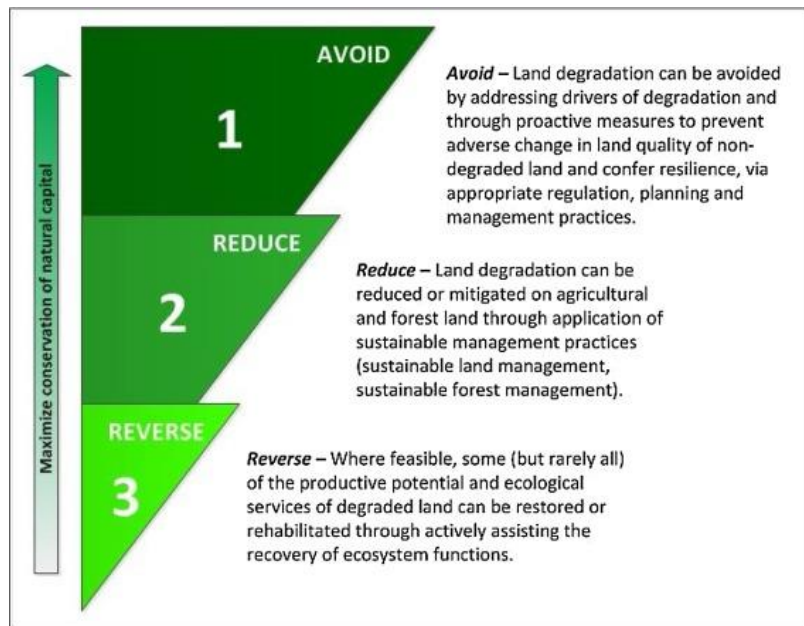 Maximize conservation of natural capital
AVOID
1
Avoid – Land degradation can be avoided
by addressing drivers of degradation and
through proactive measures to prevent
adverse change in land quality of non-
degraded land and confer resilience, via
appropriate regulation, planning and
management practices.
REDUCE
2
Reduce – Land degradation can be
reduced or mitigated on agricultural
and forest land through application of
sustainable management practices
(sustainable land management,
sustainable forest management).
REVERSE
3
Reverse – Where feasible, some (but rarely all)
of the productive potential and ecological
services of degraded land can be restored or
rehabilitated through actively assisting the
recovery of ecosystem functions.